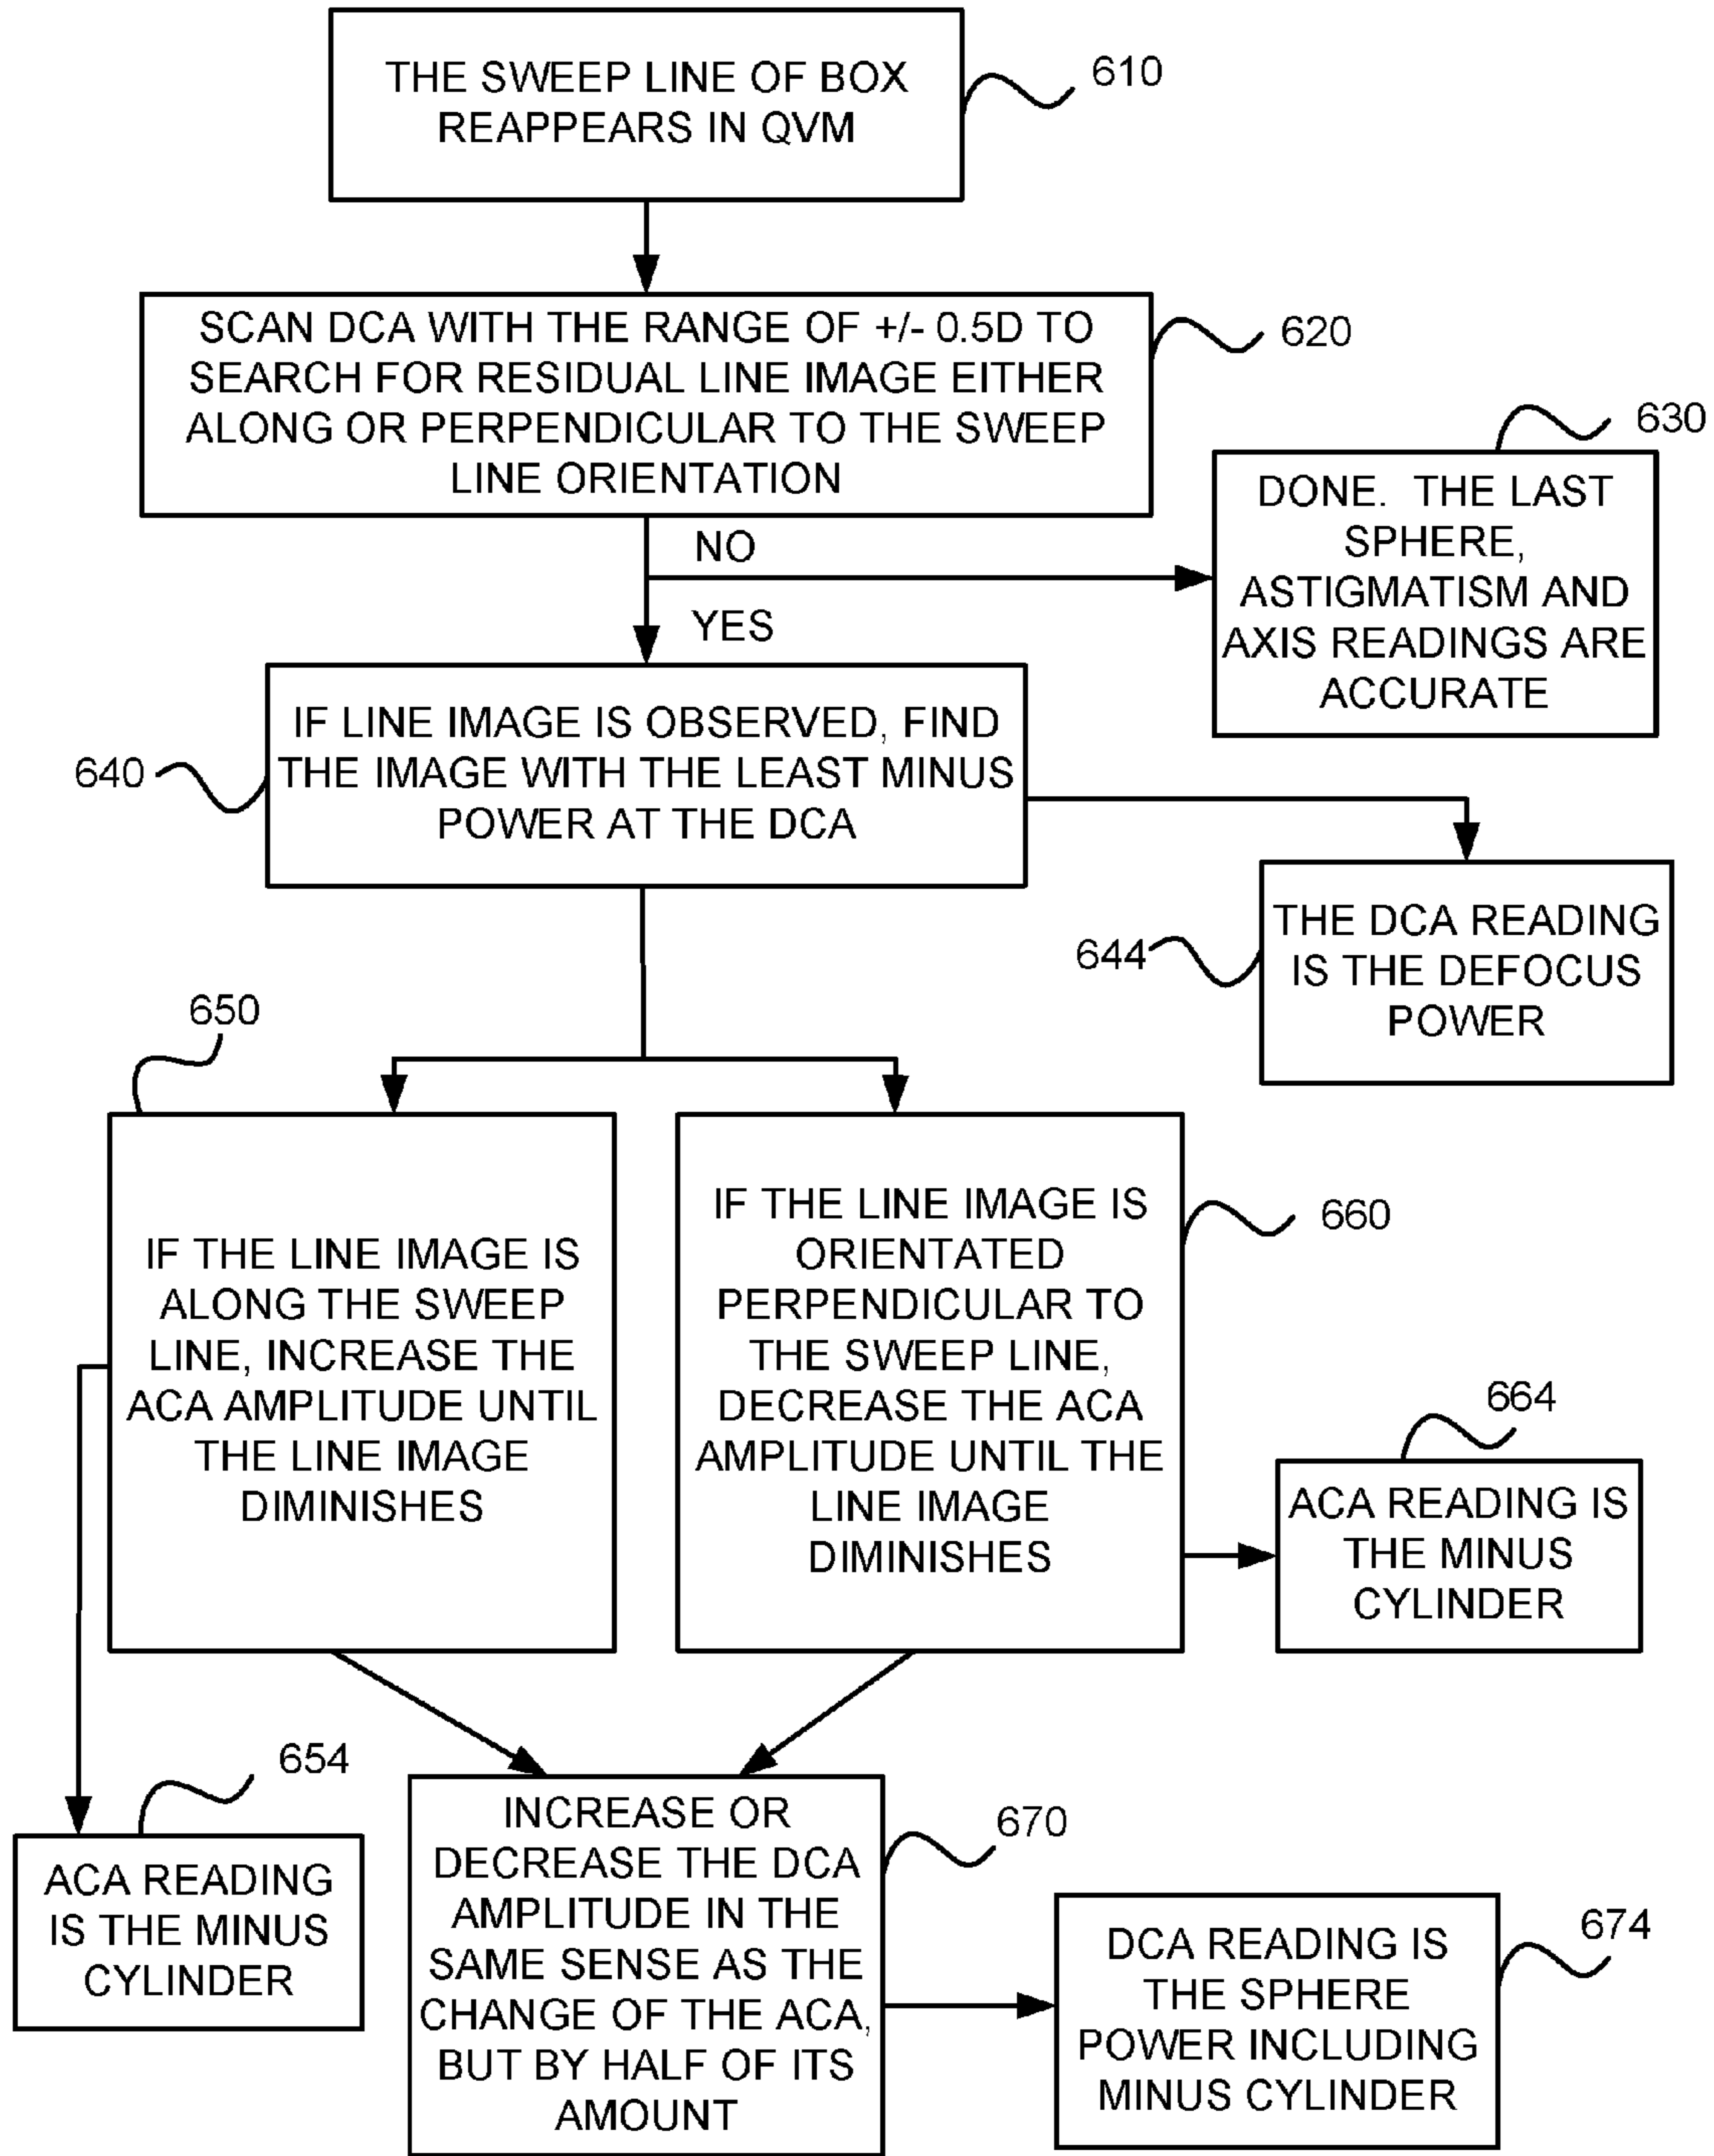 THE SWEEP LINE OF BOX
REAPPEARS IN QVM
610
SCAN DCA WITH THE RANGE OF +/- 0.5D TO
SEARCH FOR RESIDUAL LINE IMAGE EITHER
ALONG OR PERPENDICULAR TO THE SWEEP
LINE ORIENTATION
620
NO
YES
630
DONE. THE LAST
SPHERE,
ASTIGMATISM AND
AXIS READINGS ARE
ACCURATE
640
IF LINE IMAGE IS OBSERVED, FIND
THE IMAGE WITH THE LEAST MINUS
POWER AT THE DCA
644
THE DCA READING
IS THE DEFOCUS
POWER
650
IF THE LINE IMAGE IS
ALONG THE SWEEP
LINE, INCREASE THE
ACA AMPLITUDE UNTIL
THE LINE IMAGE
DIMINISHES
660
IF THE LINE IMAGE IS
ORIENTATED
PERPENDICULAR TO
THE SWEEP LINE,
DECREASE THE ACA
AMPLITUDE UNTIL THE
LINE IMAGE
DIMINISHES
664
ACA READING IS
THE MINUS
CYLINDER
654
ACA READING
IS THE MINUS
CYLINDER
670
INCREASE OR
DECREASE THE DCA
AMPLITUDE IN THE
SAME SENSE AS THE
CHANGE OF THE ACA,
BUT BY HALF OF ITS
AMOUNT
674
DCA READING IS
THE SPHERE
POWER INCLUDING
MINUS CYLINDER